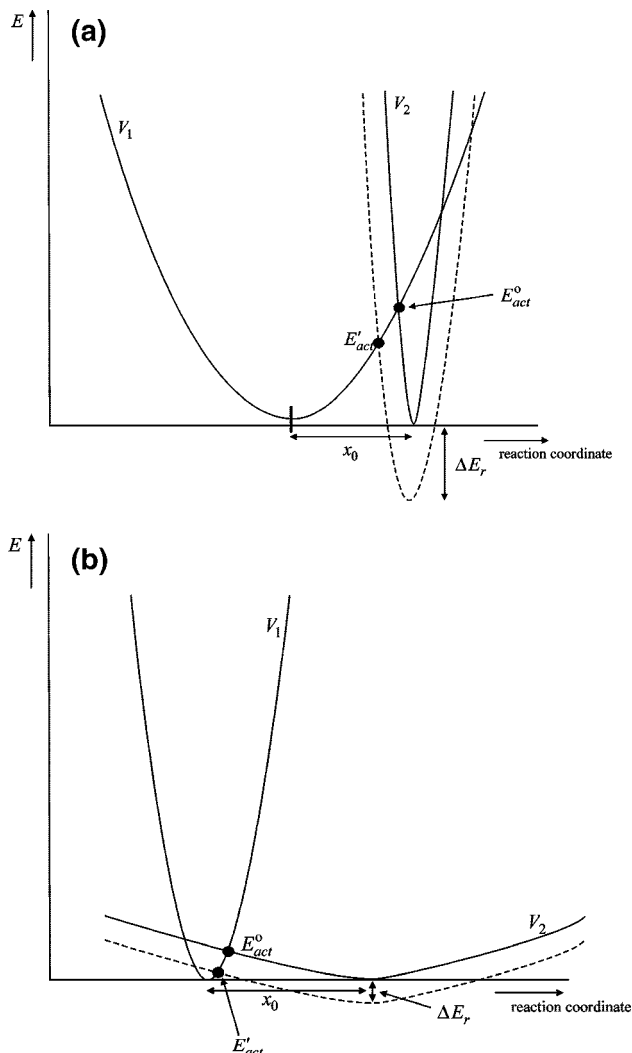 (a)
E
V₁
V₂
E°act
E′act
x₀
reaction coordinate
ΔEᵣ
(b)
E
V₁
V₂
E°act
x₀
reaction coordinate
ΔEᵣ
E′act